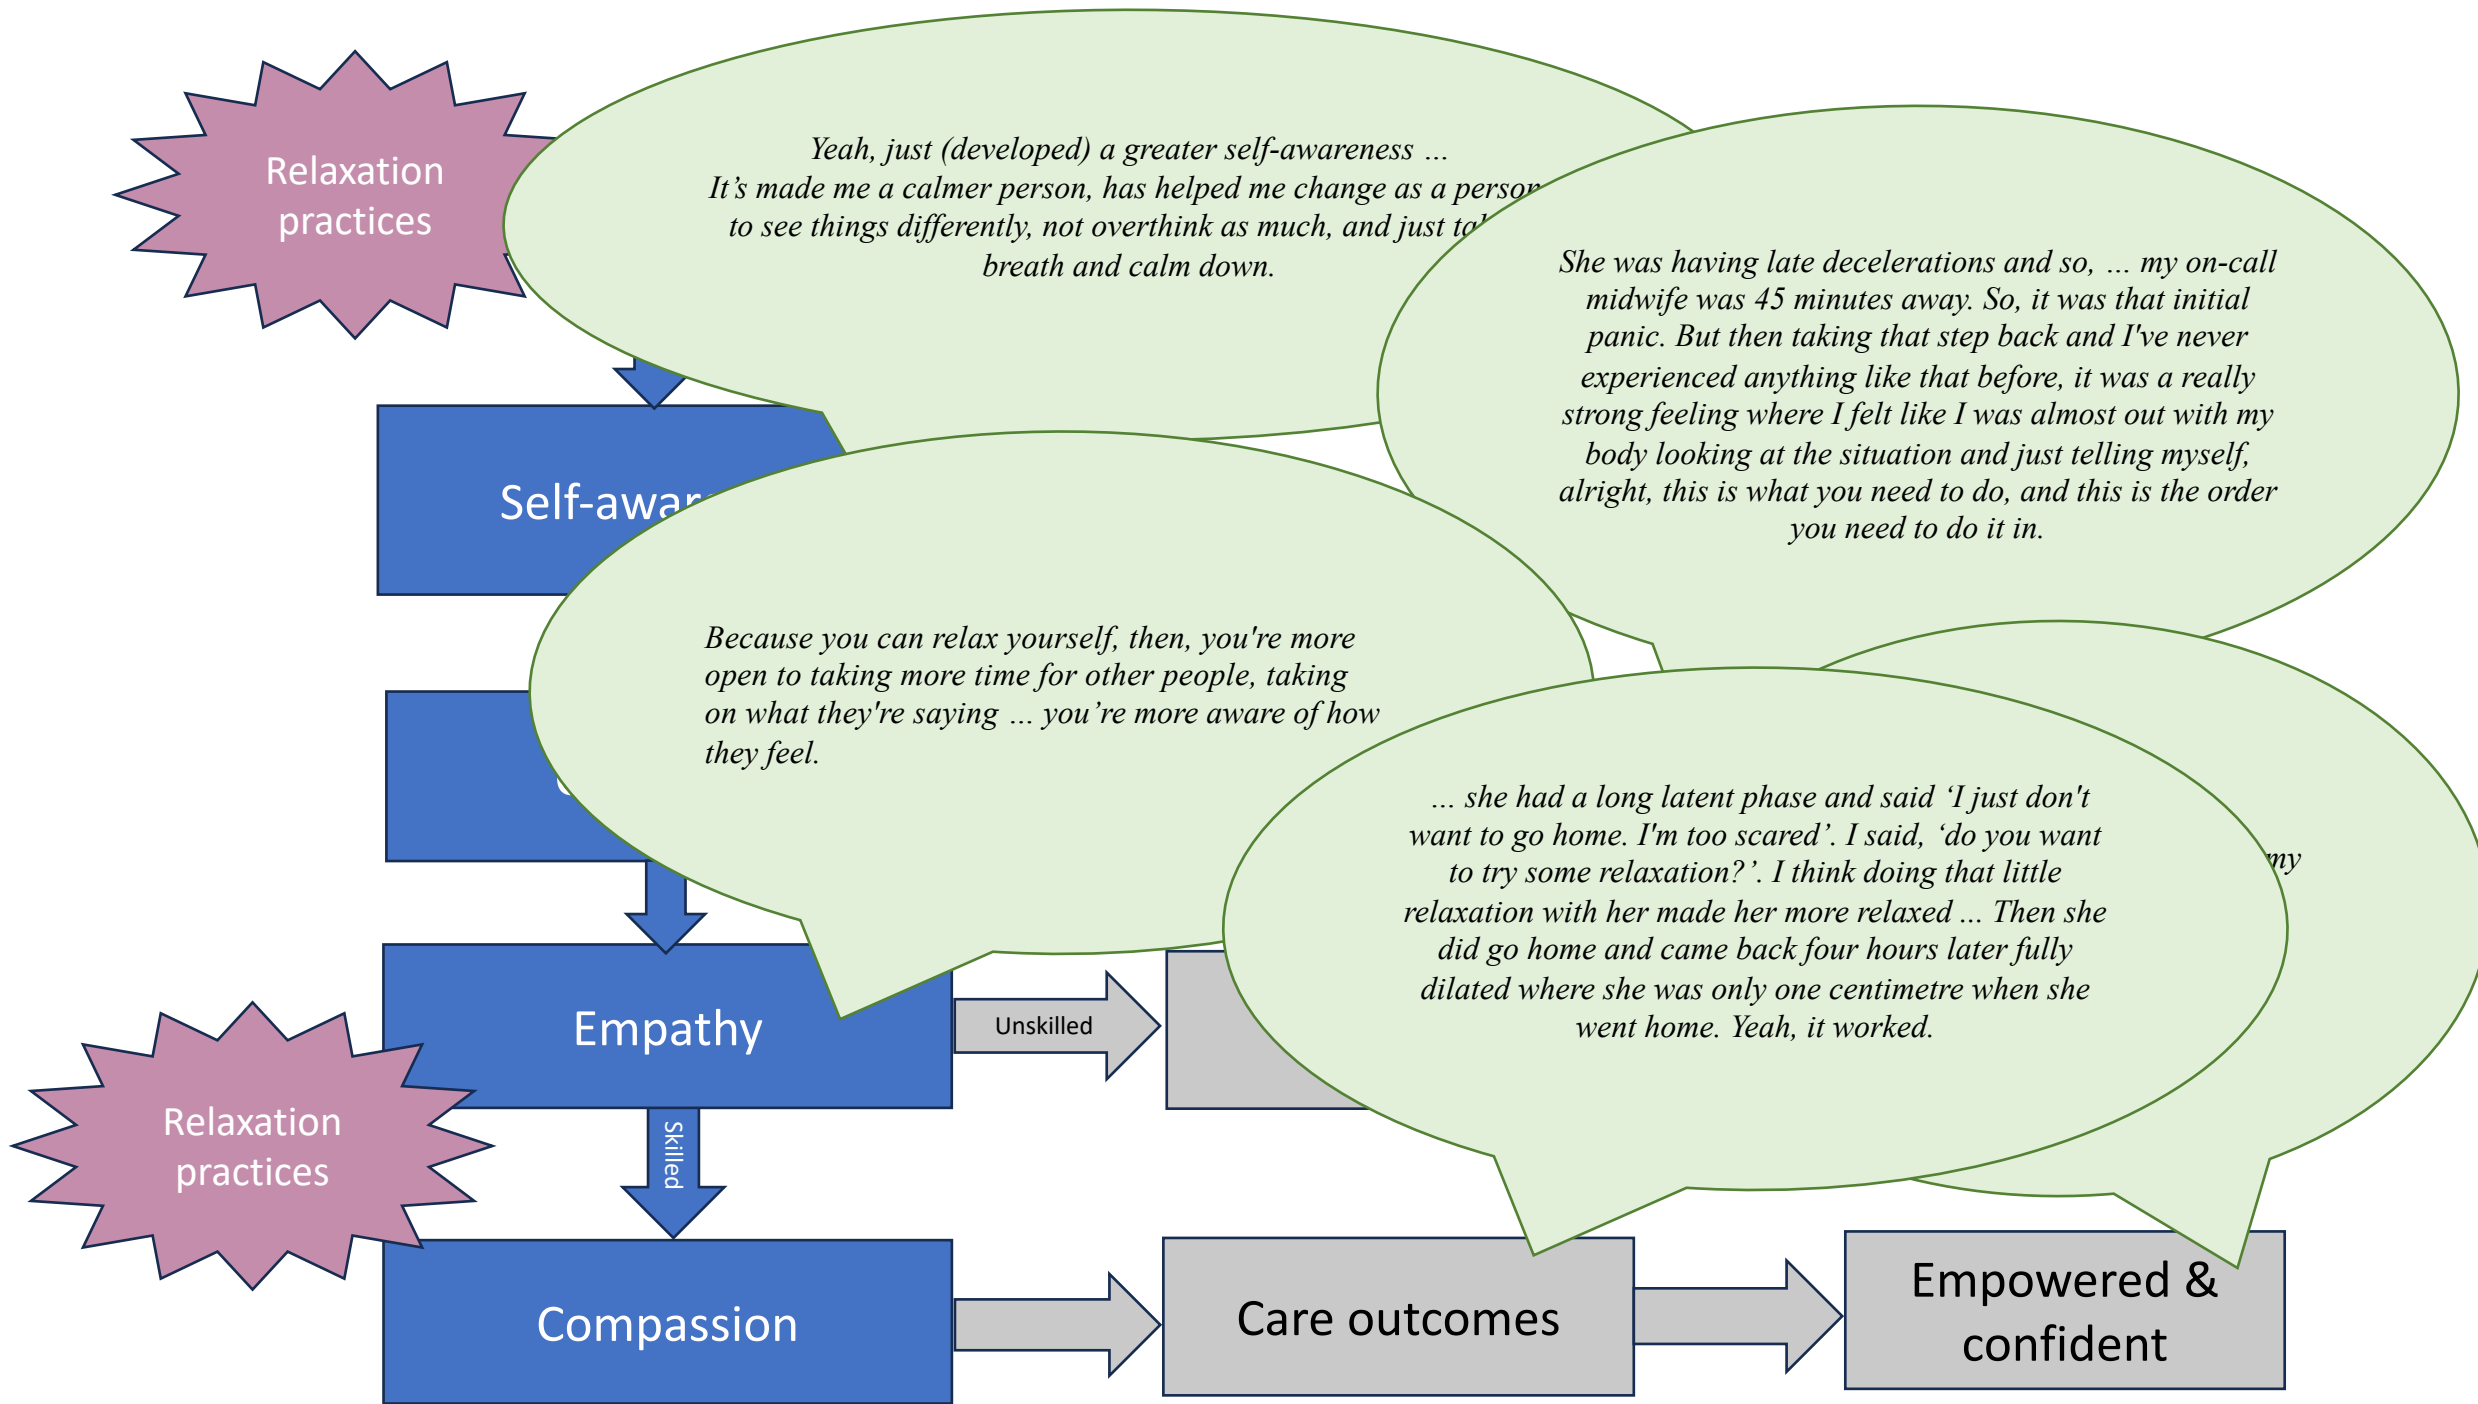 Relaxation
practices
Yeah, just (developed) a greater self-awareness …
It’s made me a calmer person, has helped me change as a person
to see things differently, not overthink as much, and just
breath and calm down.
She was having late decelerations and so, … my on-call
midwife was 45 minutes away. So, it was that initial
panic. But then taking that step back and I've never
experienced anything like that before, it was a really
strong feeling where I felt like I was almost out with my
body looking at the situation and just telling myself,
alright, this is what you need to do, and this is the order
you need to do it in.
Because you can relax yourself, then, you're more
open to taking more time for other people, taking
on what they're saying … you’re more aware of how
they feel.
… she had a long latent phase and said ‘I just don't
want to go home. I'm too scared’. I said, ‘do you want
to try some relaxation?’. I think doing that little
relaxation with her made her more relaxed … Then she
did go home and came back four hours later fully
dilated where she was only one centimetre when she
went home. Yeah, it worked.
my
Empathy
Unskilled
Relaxation
practices
Skilled
Compassion
Care outcomes
Empowered &
confident